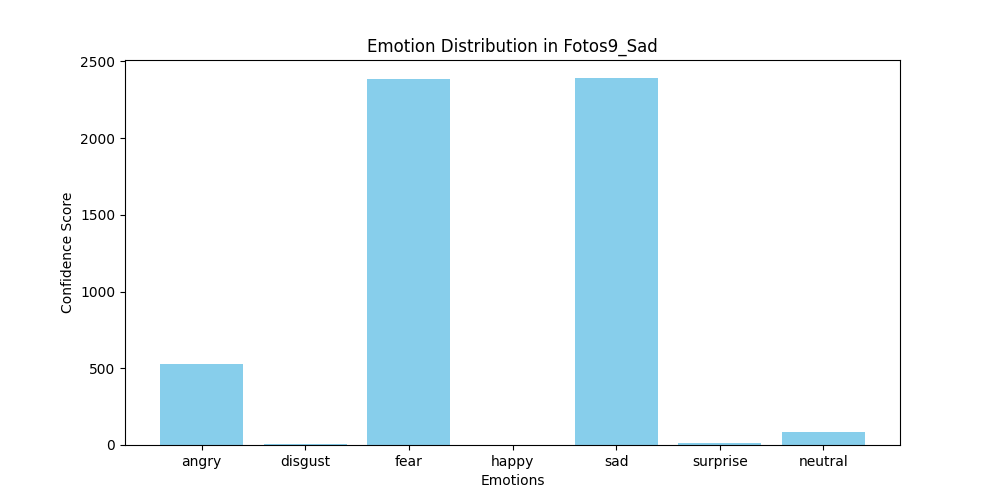 Emotion Distribution in Fotos9_Sad
Confidence Score
2500
2000
1500
1000
500
0
angry disgust fear happy sad surprise neutral
Emotions